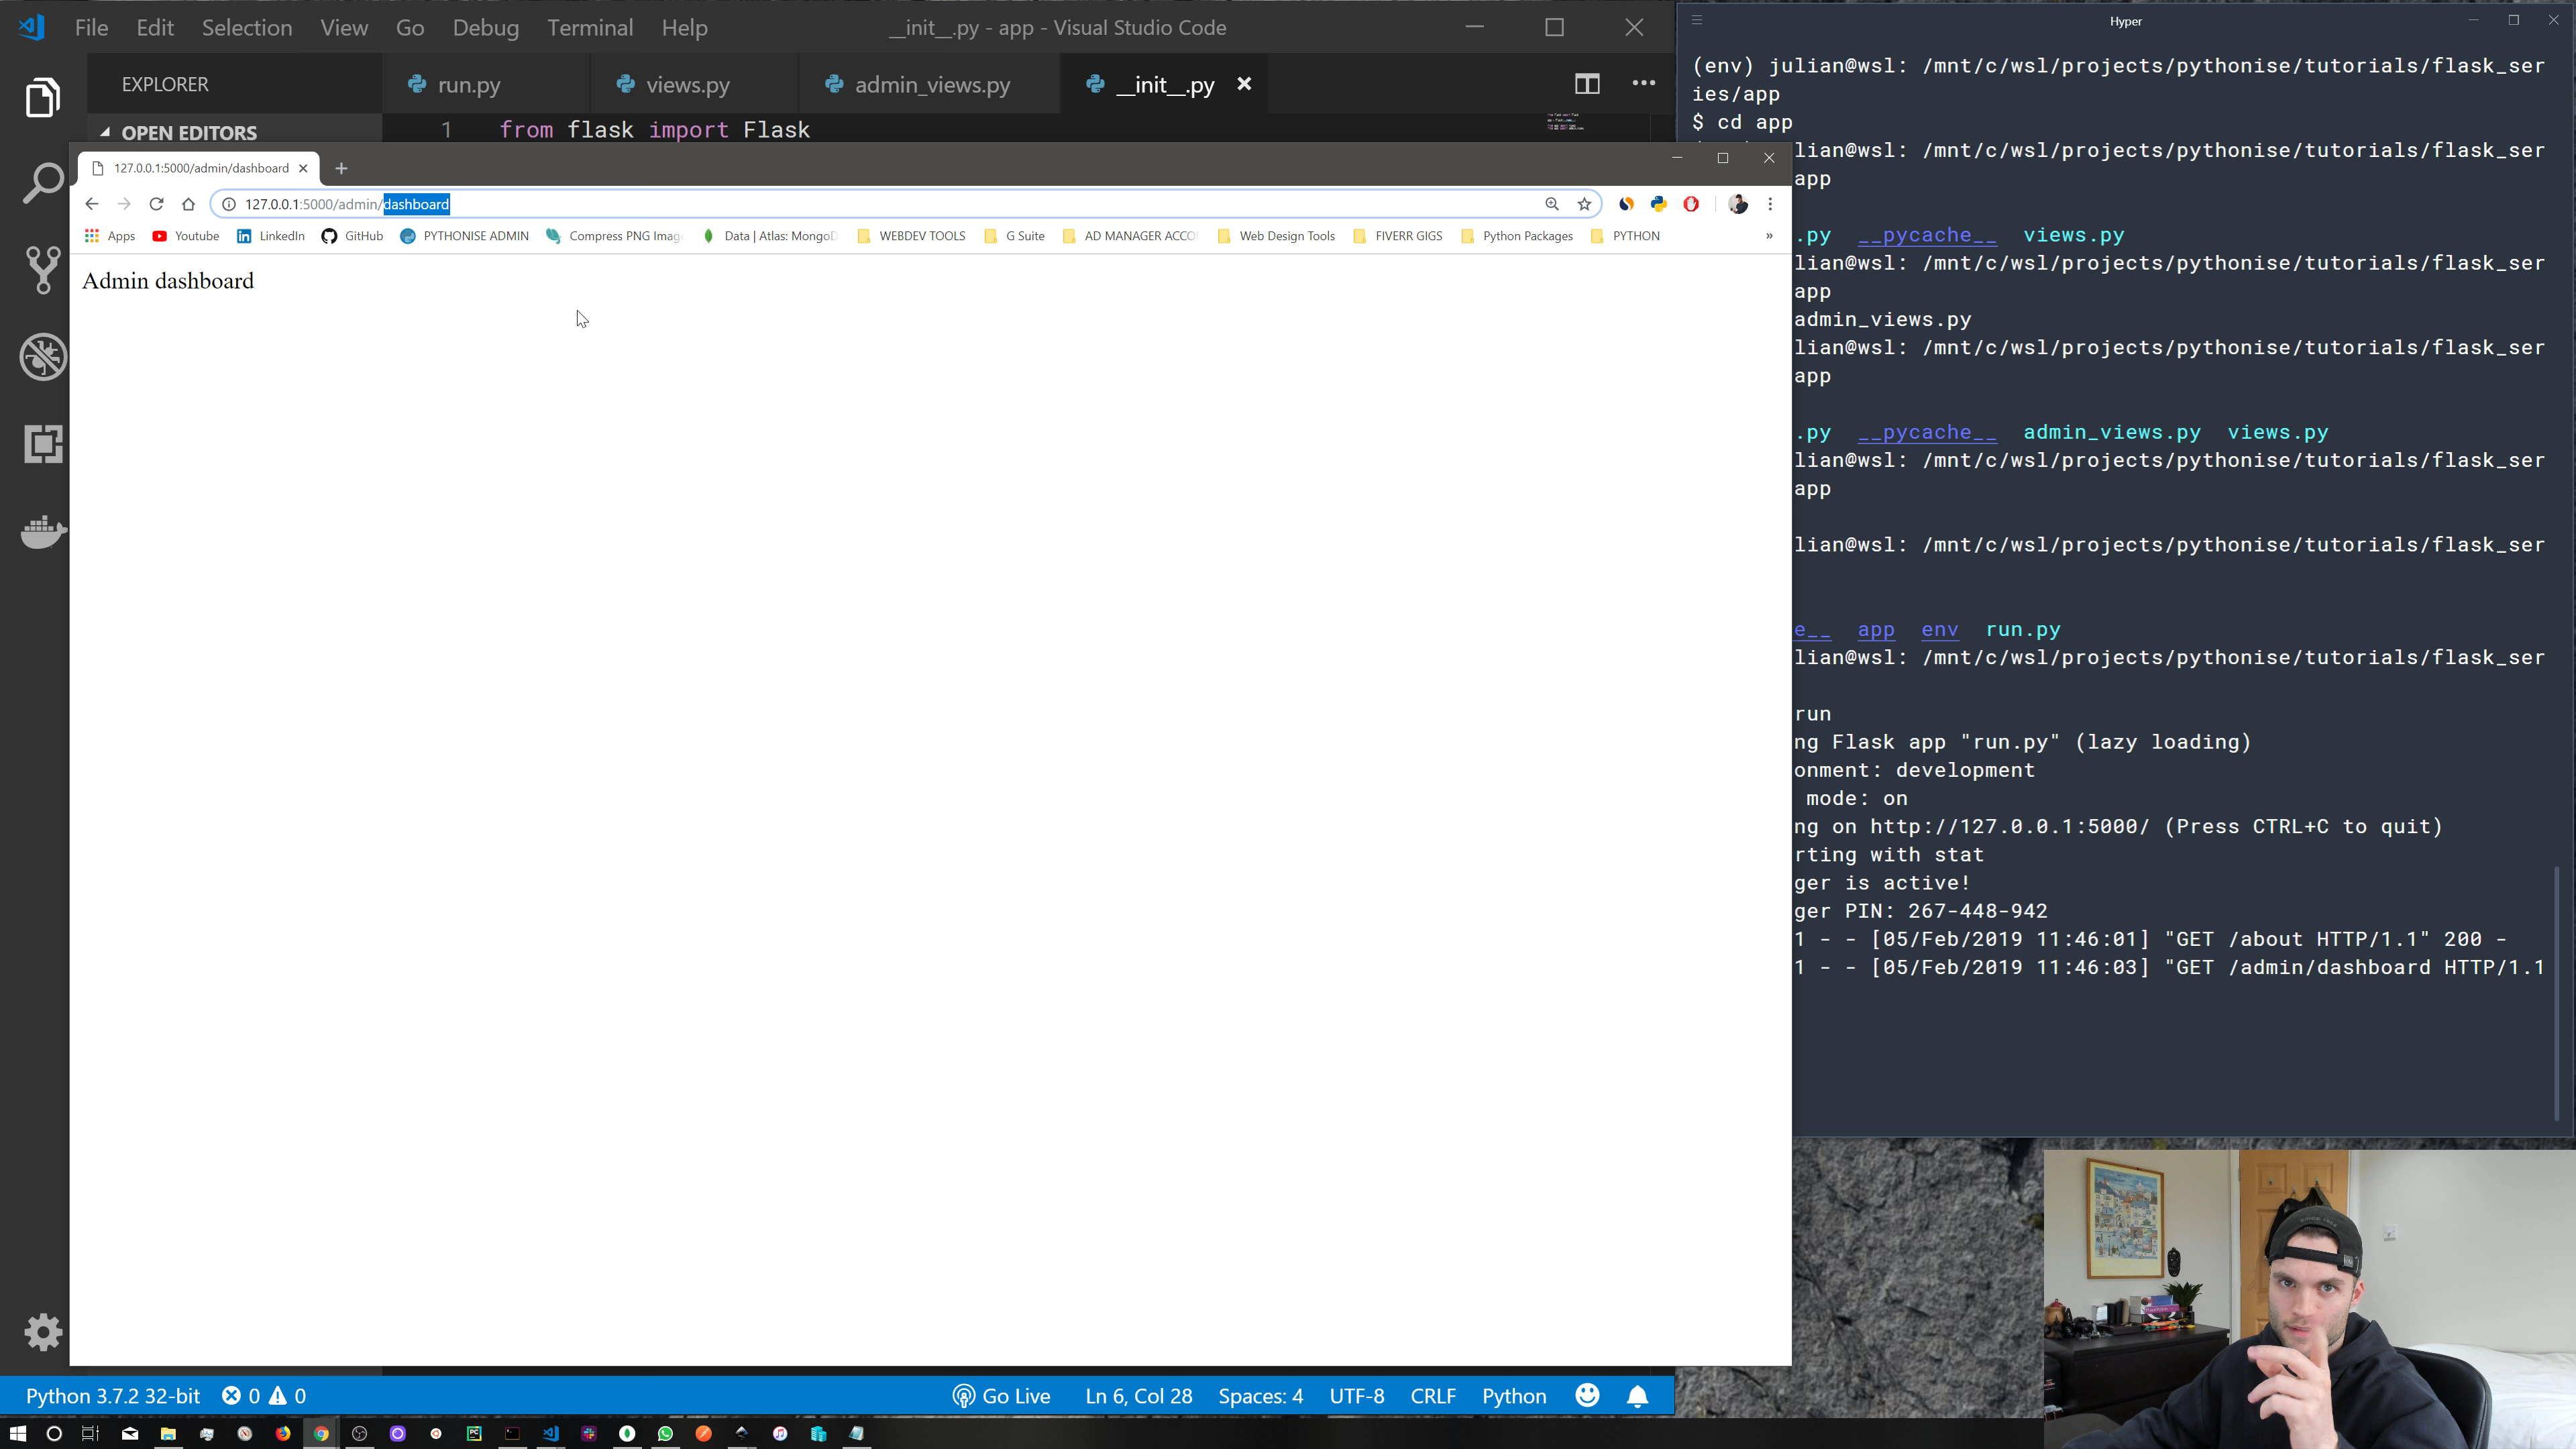 File Edit Selection View Go Debug Terminal Help
__init__.py - app - Visual Studio Code
EXPLORER
run.py
views.py
admin_views.py
__init__.py
OPEN EDITORS
1 from flask import Flask
127.0.0.1:5000/admin/dashboard
127.0.0.1:5000/admin/dashboard
Apps Youtube LinkedIn GitHub PYTHONISE ADMIN Compress PNG Imag Data | Atlas: MongoD WEBDEV TOOLS G Suite AD MANAGER ACCO Web Design Tools FIVERR GIGS Python Packages PYTHON »
Admin dashboard
Hyper
(env) julian@wsl: /mnt/c/wsl/projects/pythonise/tutorials/flask_ser
ies/app
$ cd app
lian@wsl: /mnt/c/wsl/projects/pythonise/tutorials/flask_ser
app
.py __pycache__ views.py
lian@wsl: /mnt/c/wsl/projects/pythonise/tutorials/flask_ser
app
admin_views.py
lian@wsl: /mnt/c/wsl/projects/pythonise/tutorials/flask_ser
app
.py __pycache__ admin_views.py views.py
lian@wsl: /mnt/c/wsl/projects/pythonise/tutorials/flask_ser
app
lian@wsl: /mnt/c/wsl/projects/pythonise/tutorials/flask_ser
e__ app env run.py
lian@wsl: /mnt/c/wsl/projects/pythonise/tutorials/flask_ser
run
ng Flask app "run.py" (lazy loading)
onment: development
mode: on
ng on http://127.0.0.1:5000/ (Press CTRL+C to quit)
rting with stat
ger is active!
ger PIN: 267-448-942
1 - - [05/Feb/2019 11:46:01] "GET /about HTTP/1.1" 200 -
1 - - [05/Feb/2019 11:46:03] "GET /admin/dashboard HTTP/1.1
Python 3.7.2 32-bit 0 0
Go Live Ln 6, Col 28 Spaces: 4 UTF-8 CRLF Python